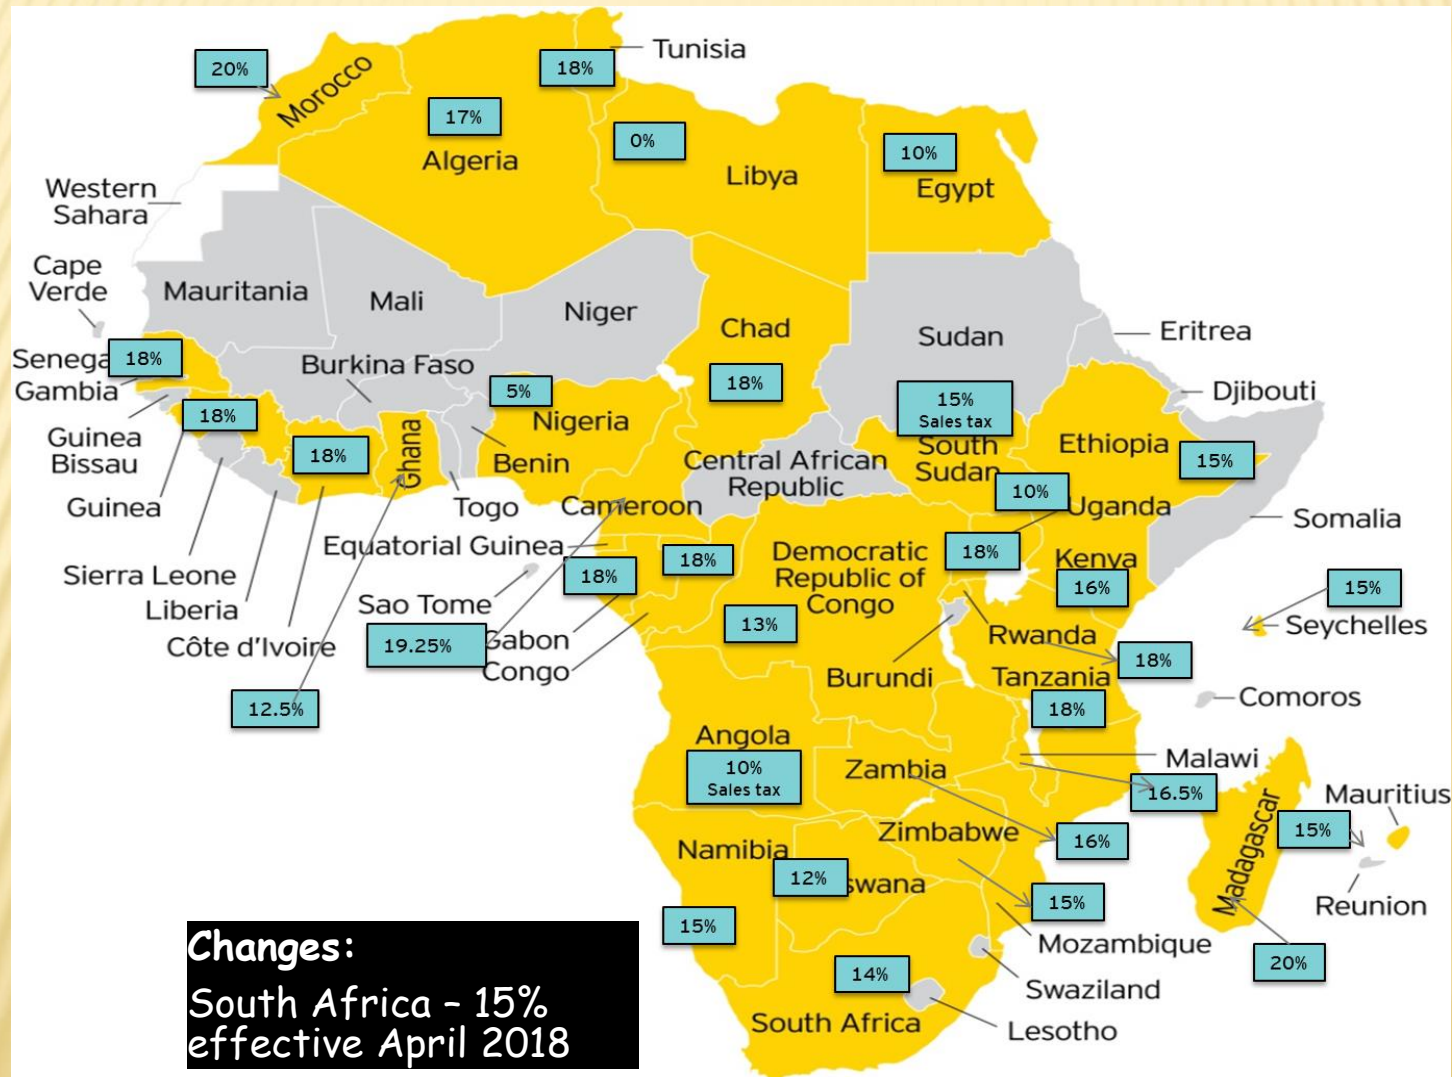 Tunisia
20%
18%
Morocco
17%
0%
10%
Algeria
Libya
Egypt
Western
Sahara
Cape
Verde
Mauritania
Mali
Niger
Chad
Sudan
Eritrea
Senega
18%
Burkina Faso
5%
18%
15%
Sales tax
Djibouti
Gambia
18%
Nigeria
Ghana
Guinea
Bissau
18%
Benin
Central African
Republic
South
Sudan
Ethiopia
15%
Guinea
Togo
Cameroon
10%
Uganda
Somalia
Equatorial Guinea
18%
Democratic
Republic of
Congo
18%
Kenya
Sierra Leone
18%
16%
15%
Liberia
Sao Tome
13%
Seychelles
Côte d'Ivoire
19.25%
Gabon
Rwanda
Congo
18%
Burundi
Tanzania
12.5%
18%
Comoros
Angola
10%
Sales tax
Zambia
Malawi
16.5%
Mauritius
Madagascar
15%
Zimbabwe
16%
Namibia
12%
swana
15%
Reunion
15%
Mozambique
14%
20%
Swaziland
South Africa
Lesotho
Changes:
South Africa – 15%
effective April 2018